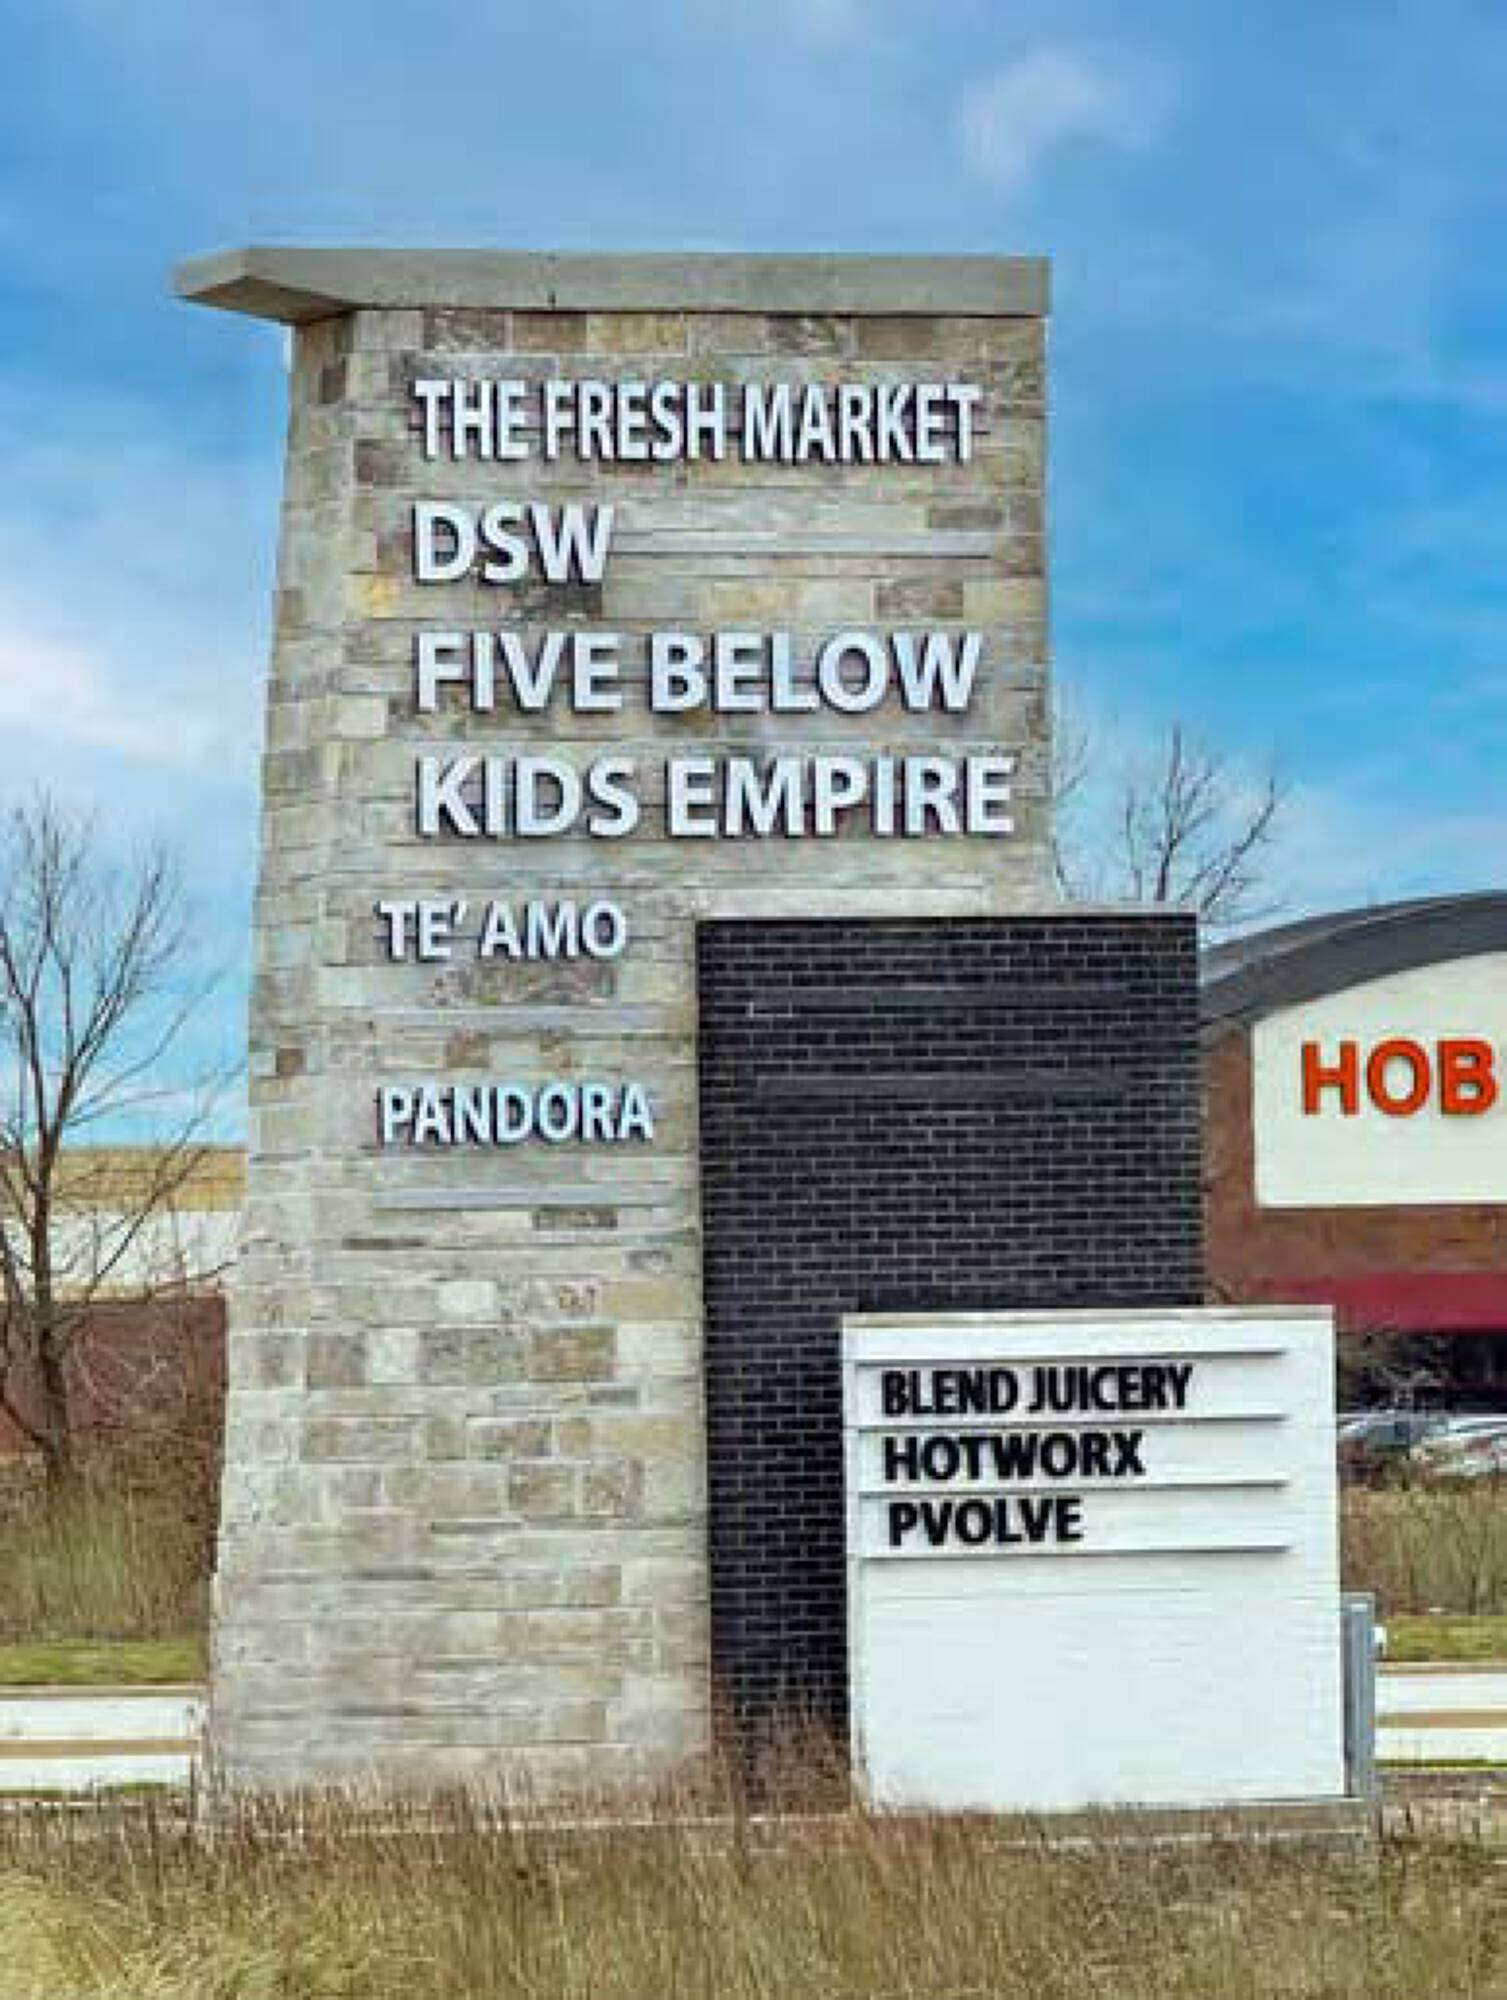 THE FRESH MARKET
DSW
FIVE BELOW
KIDS EMPIRE
TE' AMO
PANDORA
HOB
BLEND JUICERY
HOTWORX
PVOLVE